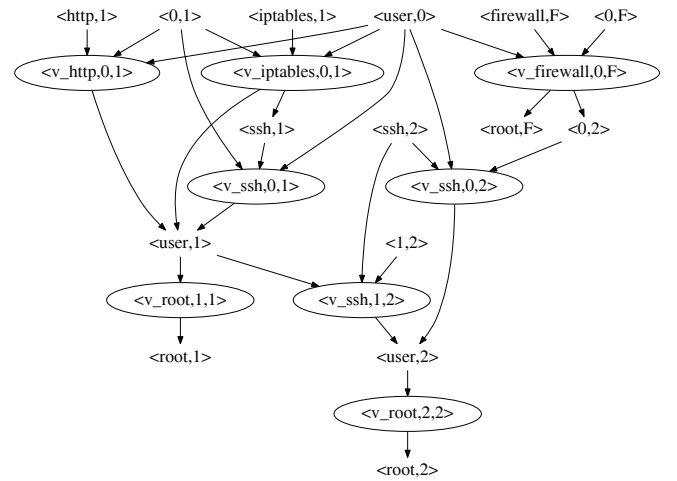 <http,1> <0,1> <iptables,1> <user,0> <firewall,F> <0,F>
<v_http,0,1> <v_iptables,0,1> <v_firewall,0,F>
<ssh,1> <ssh,2> <root,F> <0,2>
<v_ssh,0,1> <v_ssh,0,2>
<user,1> <1,2>
<v_root,1,1> <v_ssh,1,2>
<root,1> <user,2>
<v_root,2,2>
<root,2>